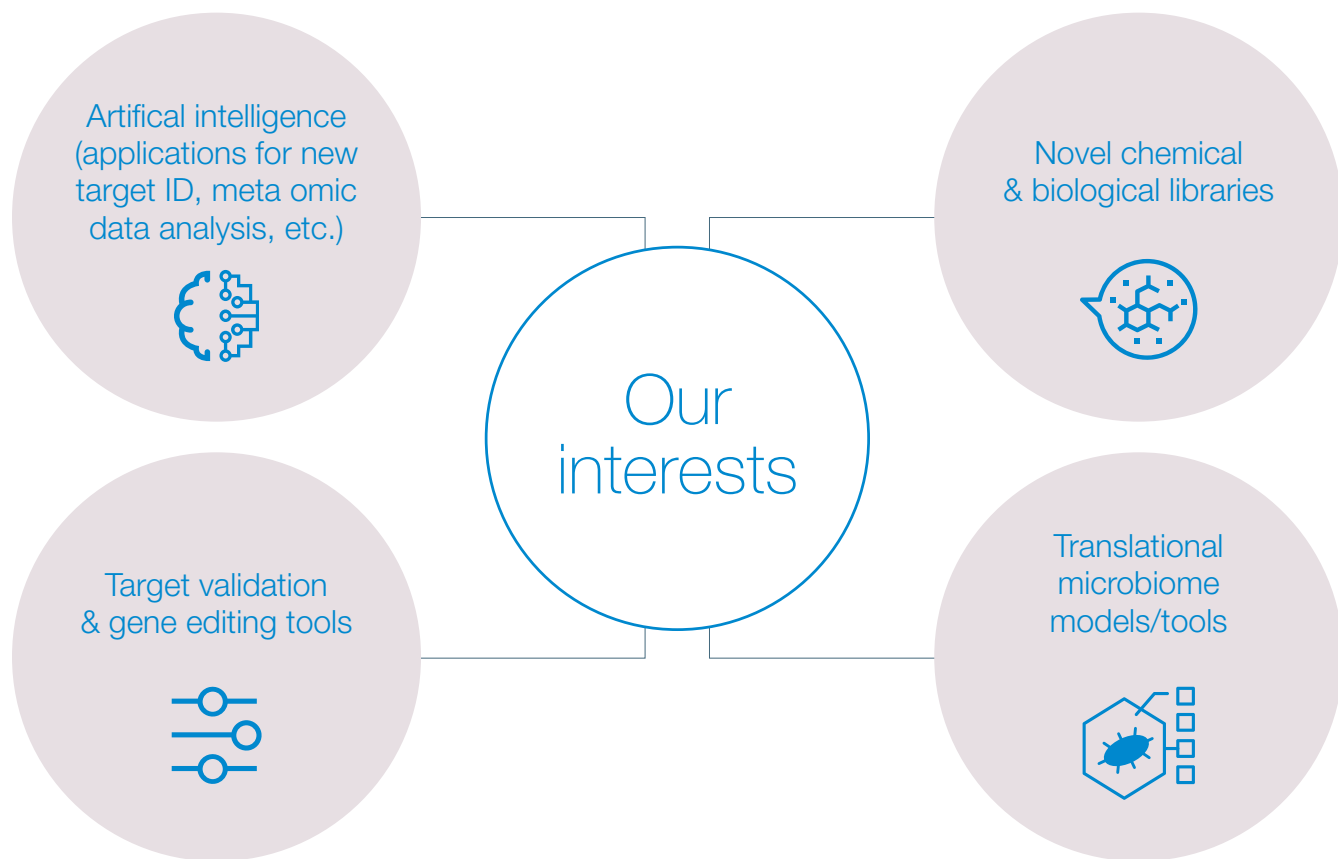 Artifical intelligence
(applications for new
target ID, meta omic
data analysis, etc.)
Novel chemical
& biological libraries
Our
interests
Target validation
& gene editing tools
Translational
microbiome
models/tools